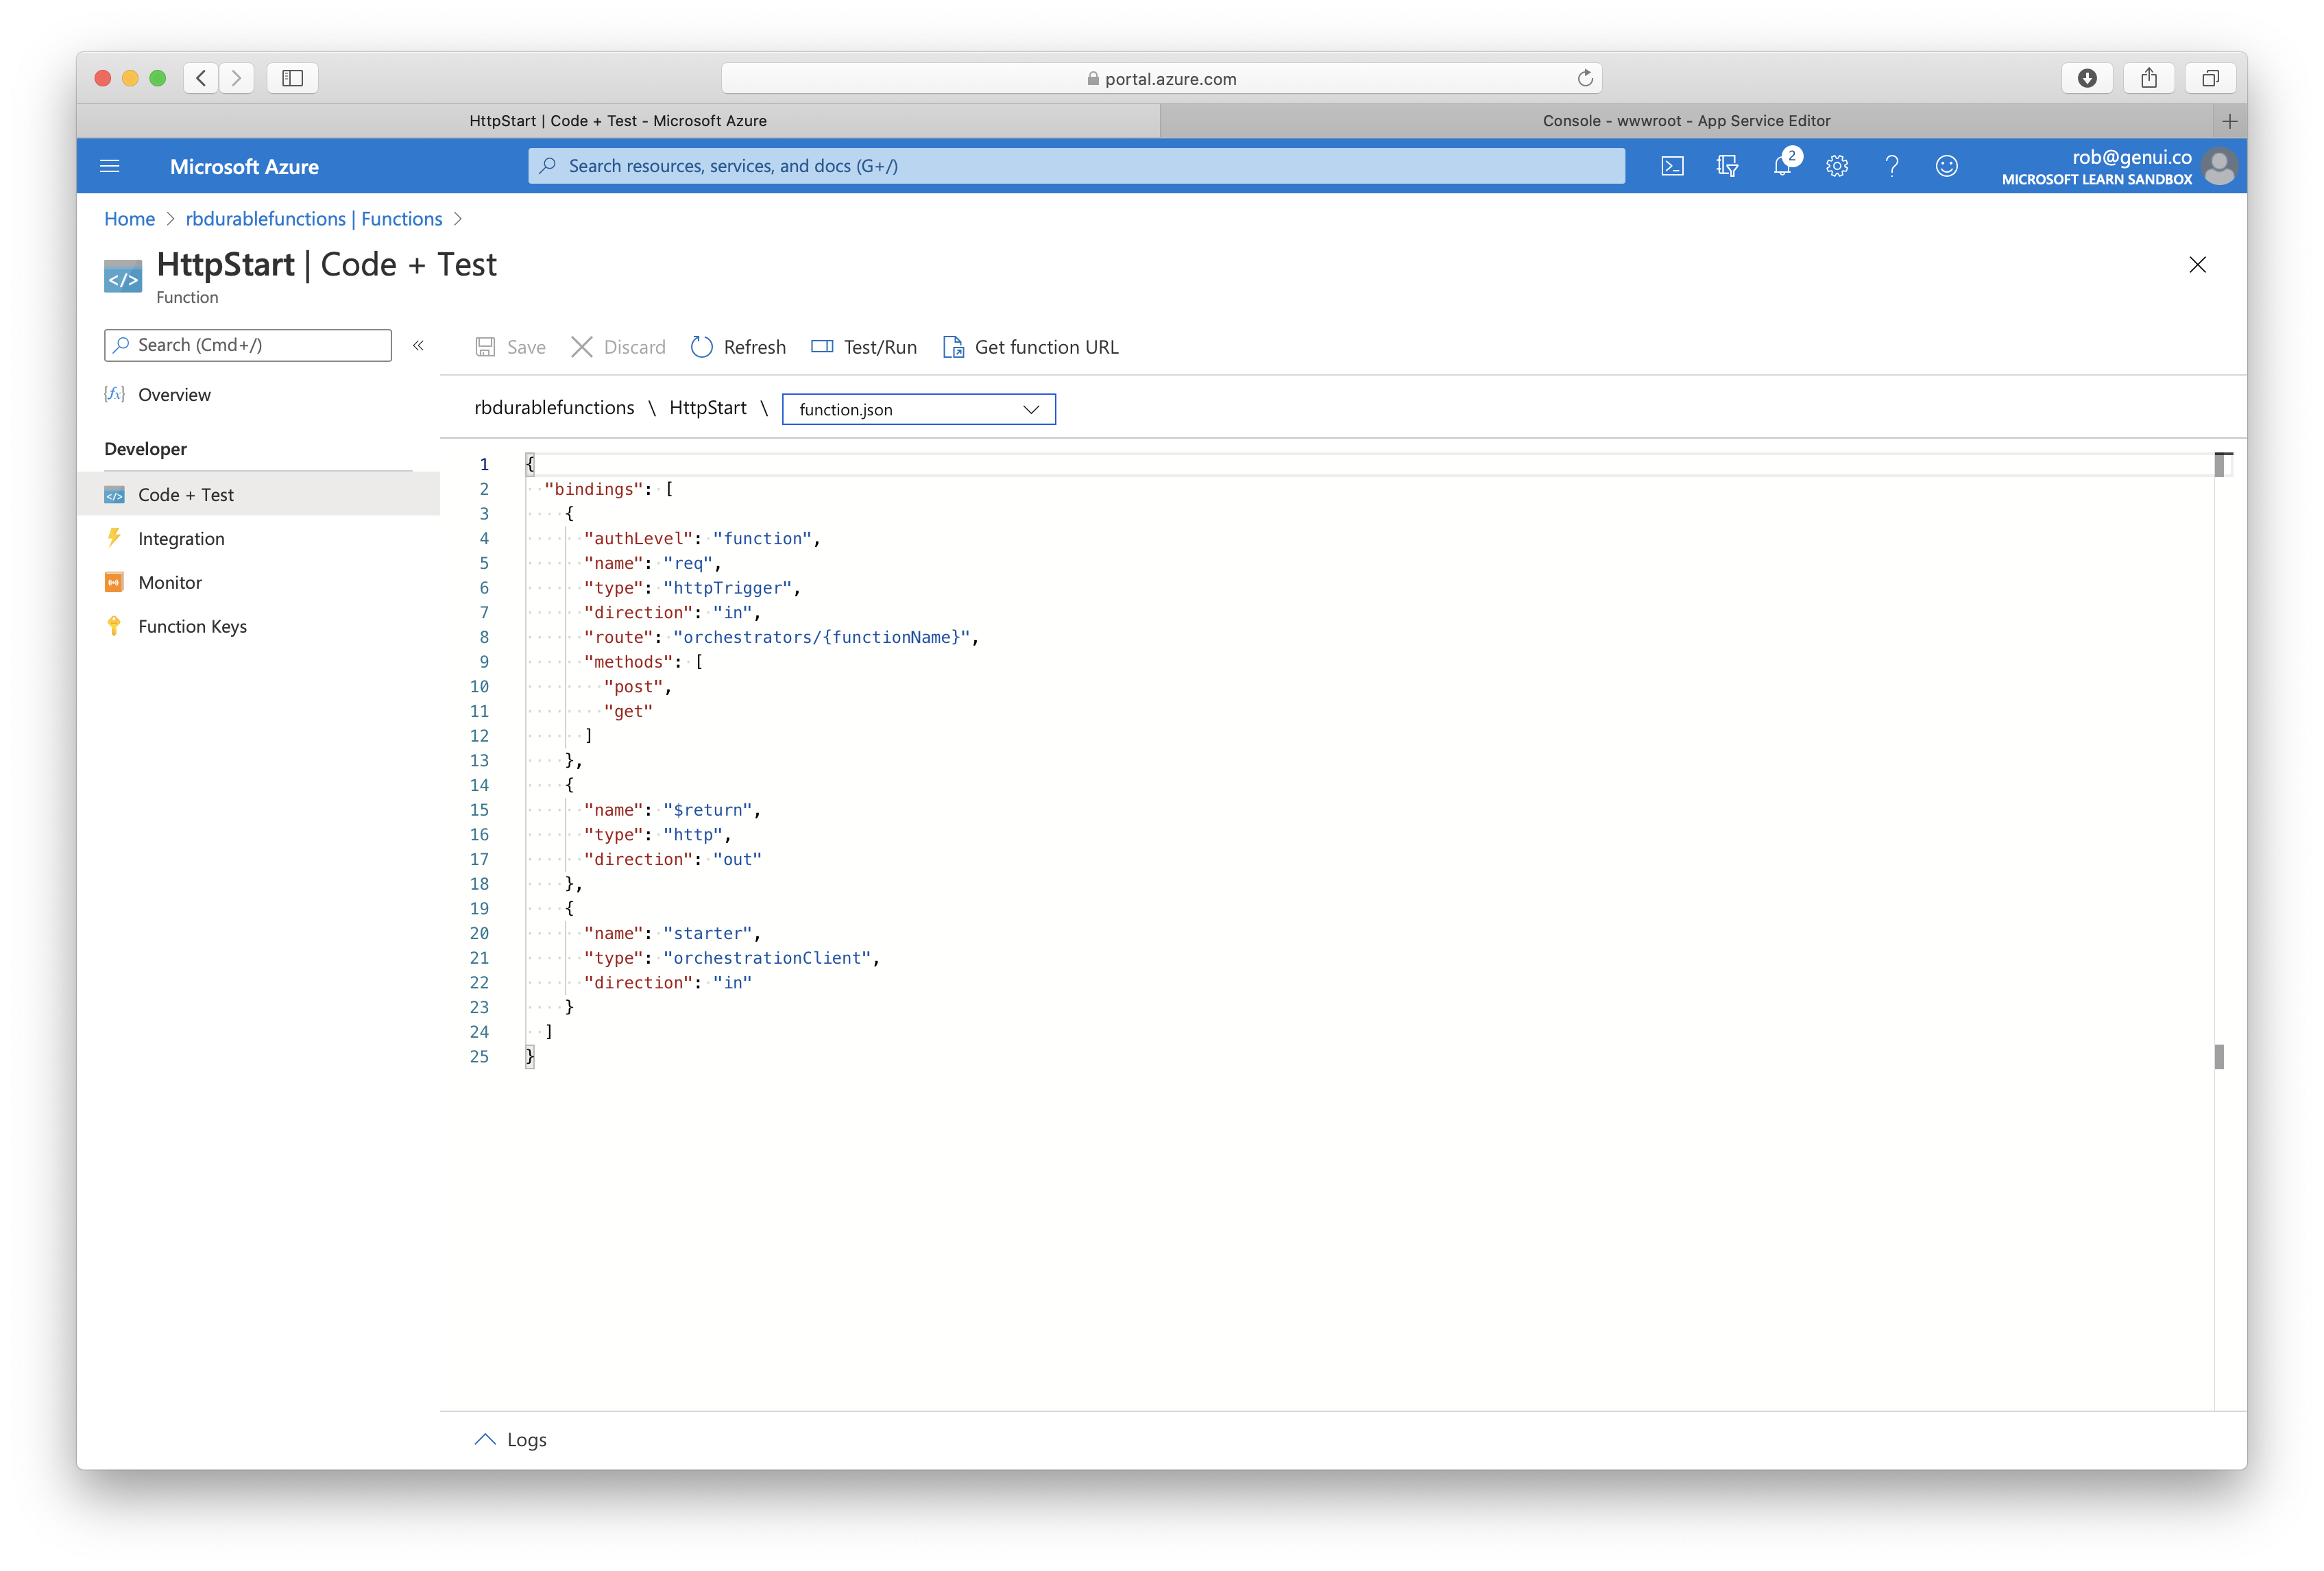 portal.azure.com
HttpStart | Code + Test - Microsoft Azure
Console - wwwroot - App Service Editor
Microsoft Azure
Search resources, services, and docs (G+/)
2
rob@genui.co
MICROSOFT LEARN SANDBOX
Home > rbdurablefunctions | Functions >
HttpStart | Code + Test
Function
Search (Cmd+/)
«
Overview
Developer
Code + Test
Integration
Monitor
Function Keys
Save Discard Refresh Test/Run Get function URL
rbdurablefunctions \ HttpStart \ function.json
1 {
2 "bindings": [
3 {
4 "authLevel": "function",
5 "name": "req",
6 "type": "httpTrigger",
7 "direction": "in",
8 "route": "orchestrators/{functionName}",
9 "methods": [
10 "post",
11 "get"
12 ]
13 },
14 {
15 "name": "$return",
16 "type": "http",
17 "direction": "out"
18 },
19 {
20 "name": "starter",
21 "type": "orchestrationClient",
22 "direction": "in"
23 }
24 ]
25 }
Logs